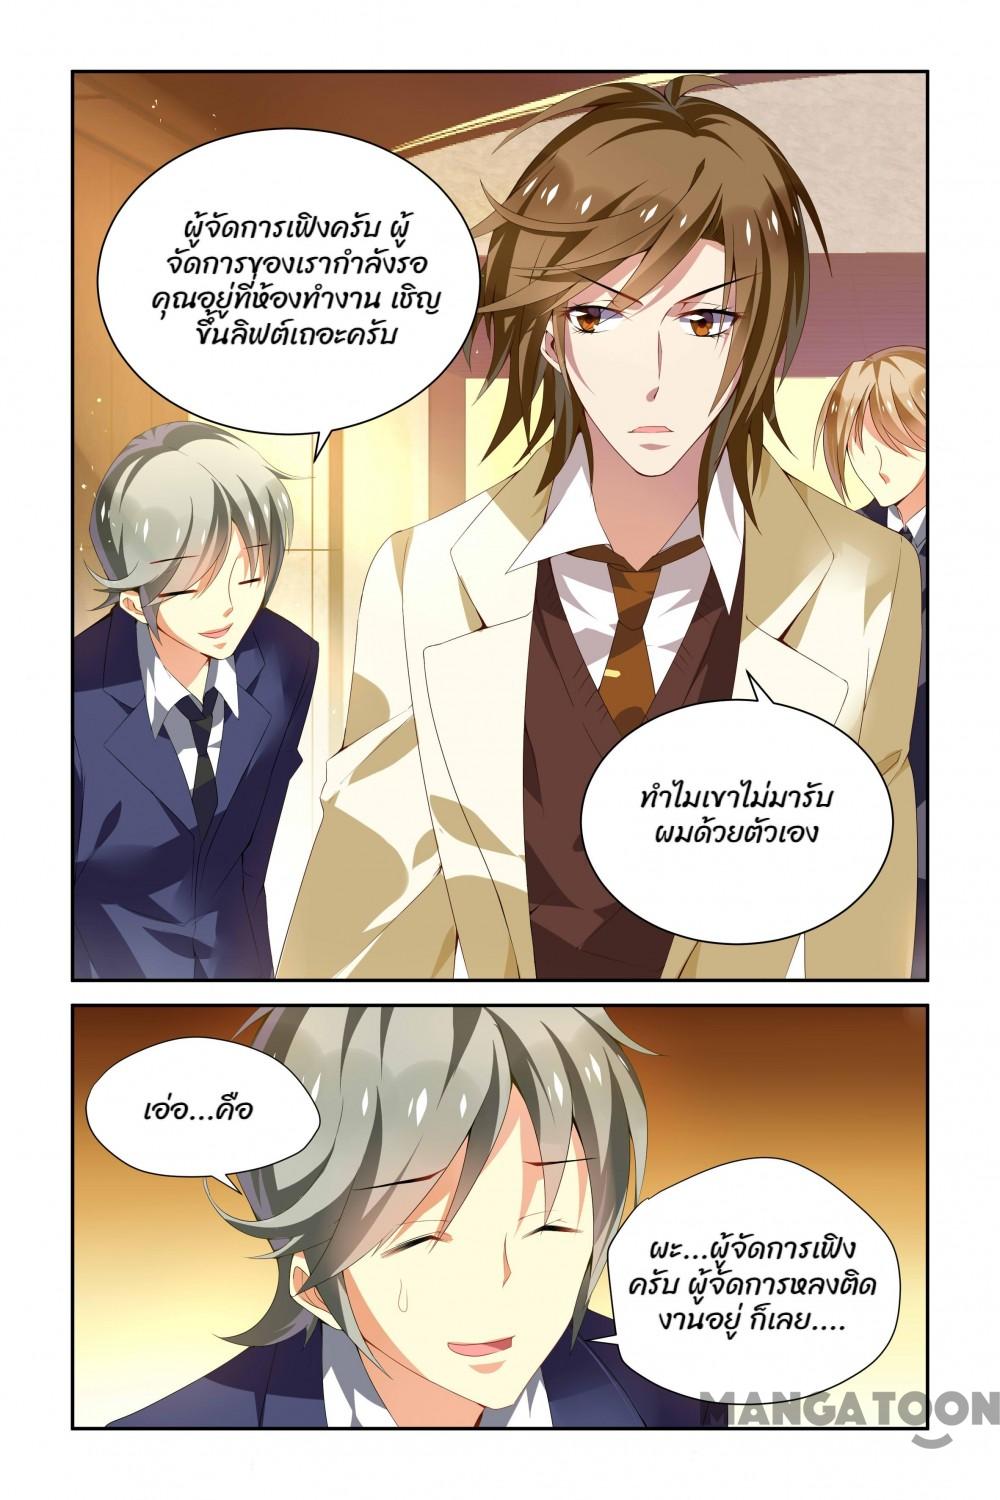 ผู้จัดการเฟิงครับ ผู้
จัดการของเรากำลังรอ
คุณอยู่ที่ห้องทำงาน เชิญ
ขึ้นลิฟต์เถอะครับ
ทำไมเขาไม่มารับ
ผมด้วยตัวเอง
เอ่อ...คือ
ผะ...ผู้จัดการเฟิง
ครับ ผู้จัดการหลงติด
งานอยู่ ก็เลย....
MANGATOON